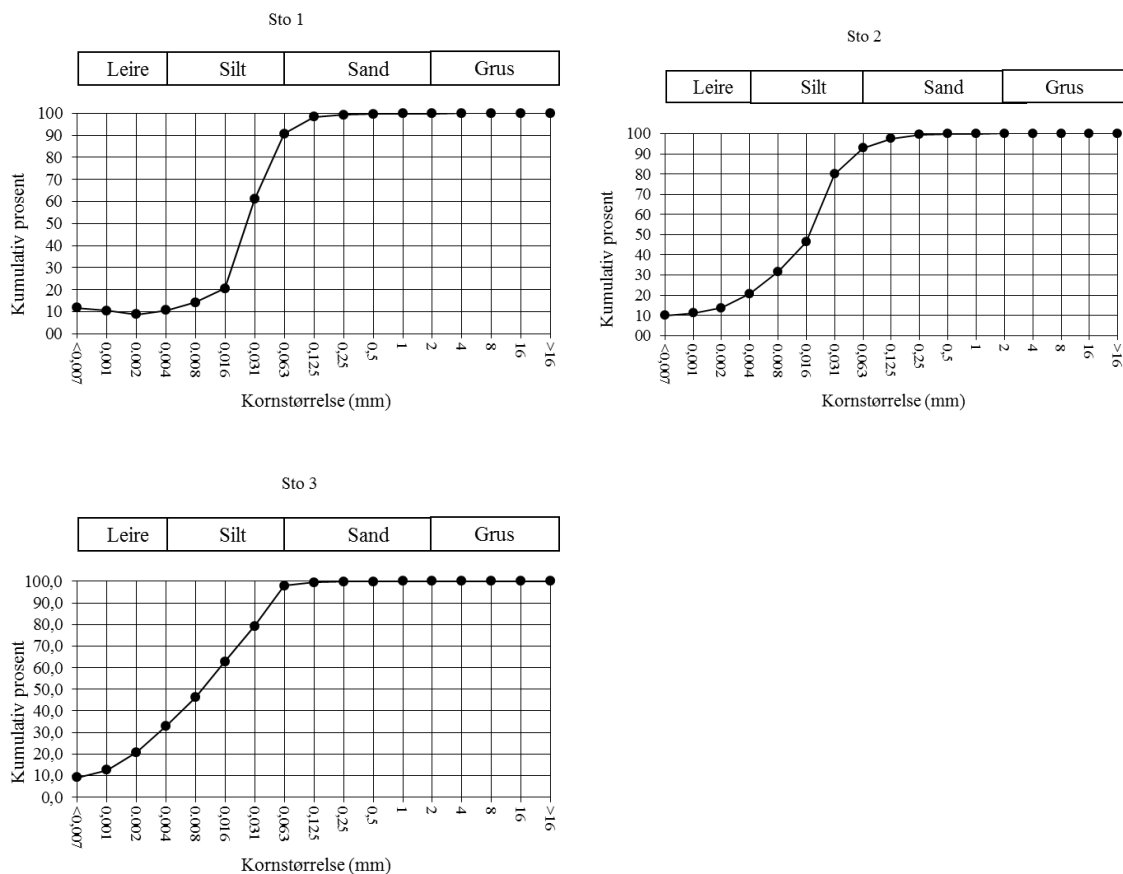 Sto 1
Leire Silt Sand Grus
Kumulativ prosent
100
90
80
70
60
50
40
30
20
10
00
<0,007 0,001 0,002 0,004 0,008 0,016 0,031 0,063 0,125 0,25 0,5 1 2 4 8 16 >16
Kornstørrelse (mm)
Sto 2
Leire Silt Sand Grus
Kumulativ prosent
100
90
80
70
60
50
40
30
20
10
00
<0,007 0,001 0,002 0,004 0,008 0,016 0,031 0,063 0,125 0,25 0,5 1 2 4 8 16 >16
Kornstørrelse (mm)
Sto 3
Leire Silt Sand Grus
Kumulativ prosent
100,0
90,0
80,0
70,0
60,0
50,0
40,0
30,0
20,0
10,0
0,0
<0,007 0,001 0,002 0,004 0,008 0,016 0,031 0,063 0,125 0,25 0,5 1 2 4 8 16 >16
Kornstørrelse (mm)